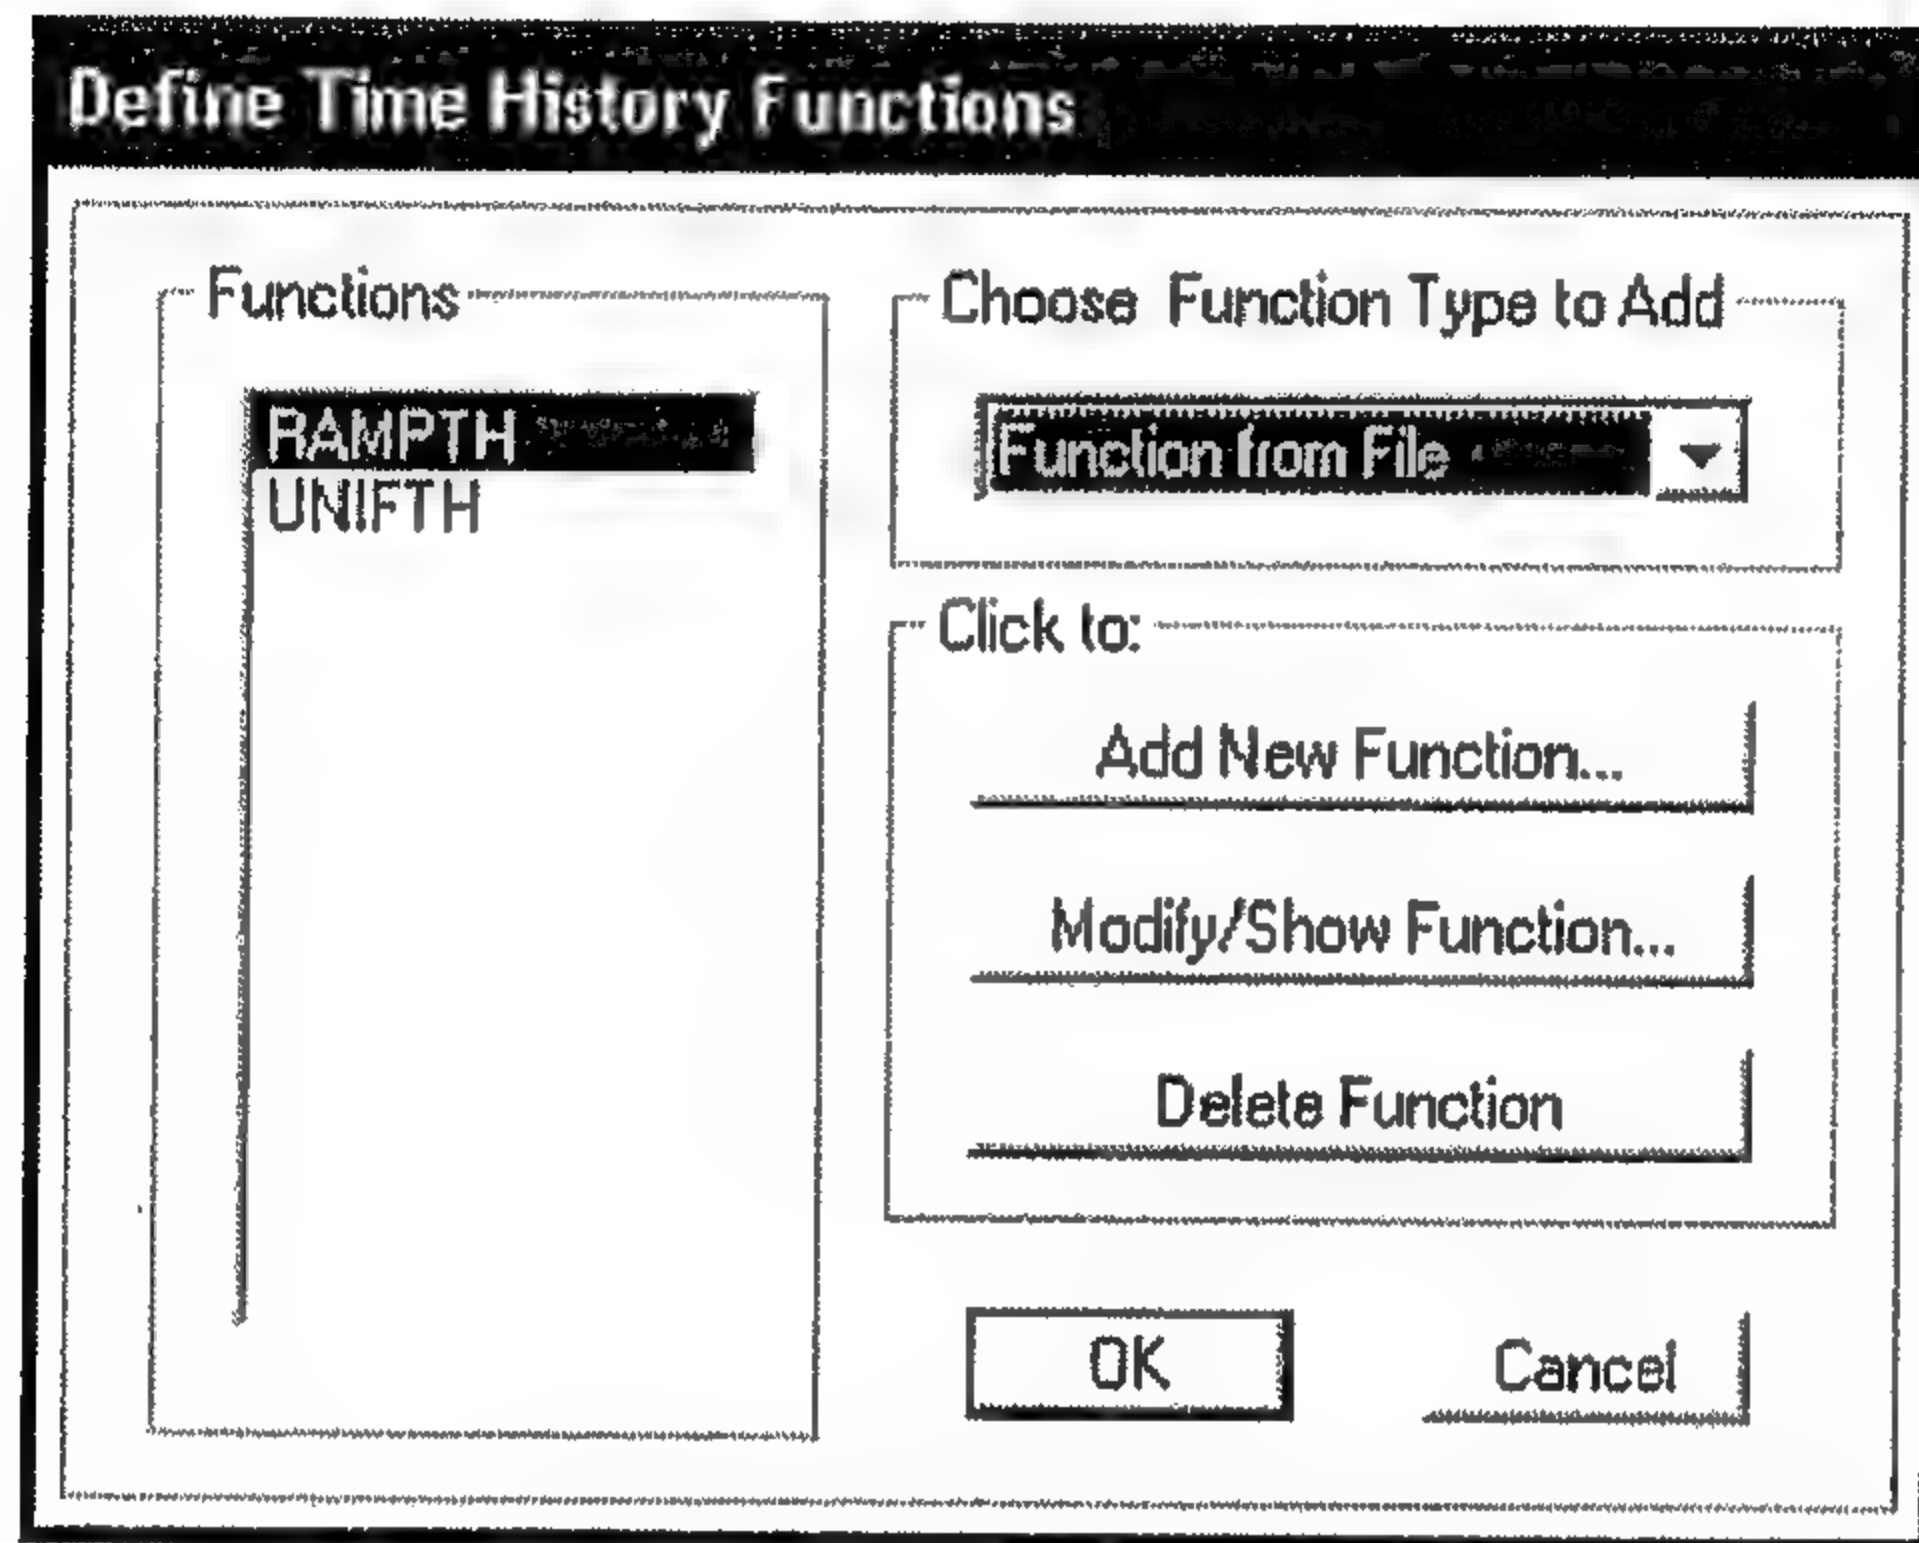 Define Time History Functions
Functions
RAMPTH
UNIFTH
Choose Function Type to Add
Function from File
Click to:
Add New Function...
Modify/Show Function...
Delete Function
OK
Cancel